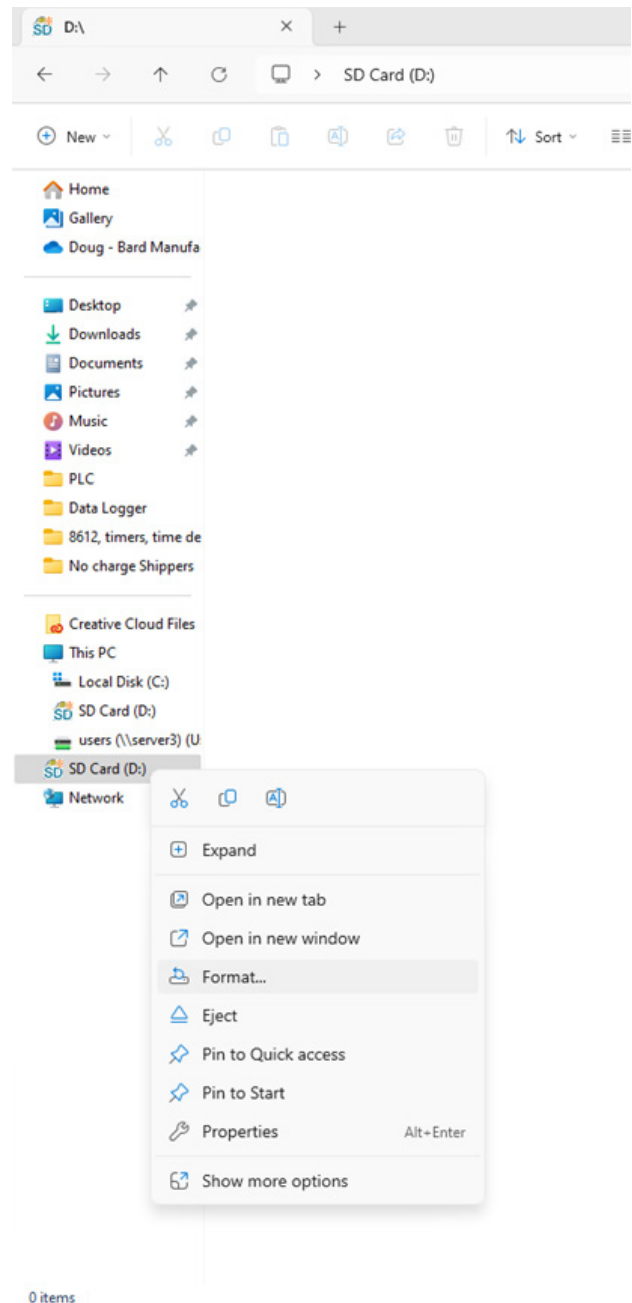 SD D:\
SD Card (D:)
New
Sort
Home
Gallery
Doug - Bard Manufa
Desktop
Downloads
Documents
Pictures
Music
Videos
PLC
Data Logger
8612, timers, time de
No charge Shippers
Creative Cloud Files
This PC
Local Disk (C:)
SD SD Card (D:)
users (\\server3) (U:
SD SD Card (D:)
Network
A
Expand
Open in new tab
Open in new window
Format...
Eject
Pin to Quick access
Pin to Start
Properties Alt+Enter
Show more options
0 items